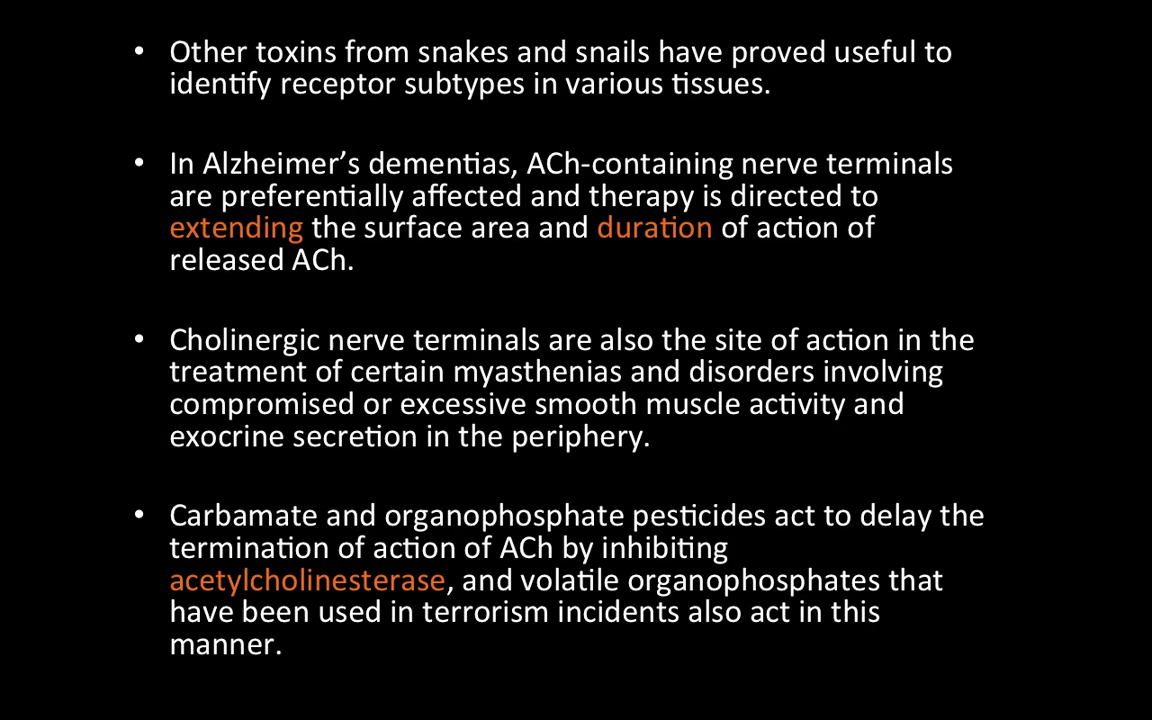 • Other toxins from snakes and snails have proved useful to
identify receptor subtypes in various tissues.
• In Alzheimer’s dementias, ACh-containing nerve terminals
are preferentially affected and therapy is directed to
extending the surface area and duration of action of
released ACh.
• Cholinergic nerve terminals are also the site of action in the
treatment of certain myasthenias and disorders involving
compromised or excessive smooth muscle activity and
exocrine secretion in the periphery.
• Carbamate and organophosphate pesticides act to delay the
termination of action of ACh by inhibiting
acetylcholinesterase, and volatile organophosphates that
have been used in terrorism incidents also act in this
manner.